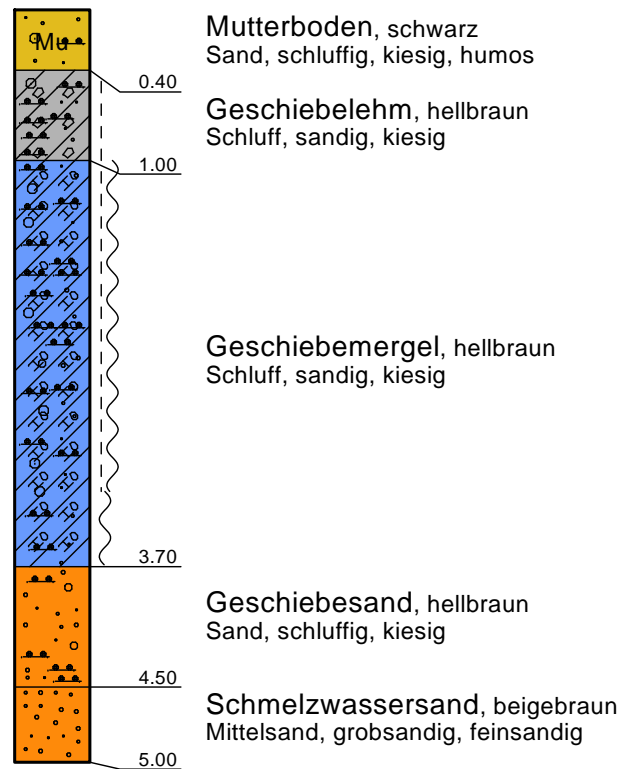 Mu
Mutterboden, schwarz
Sand, schluffig, kiesig, humos
0.40
Geschiebelehm, hellbraun
Schluff, sandig, kiesig
1.00
Geschiebemergel, hellbraun
Schluff, sandig, kiesig
3.70
Geschiebesand, hellbraun
Sand, schluffig, kiesig
4.50
Schmelzwassersand, beigebraun
Mittelsand, grobsandig, feinsandig
5.00